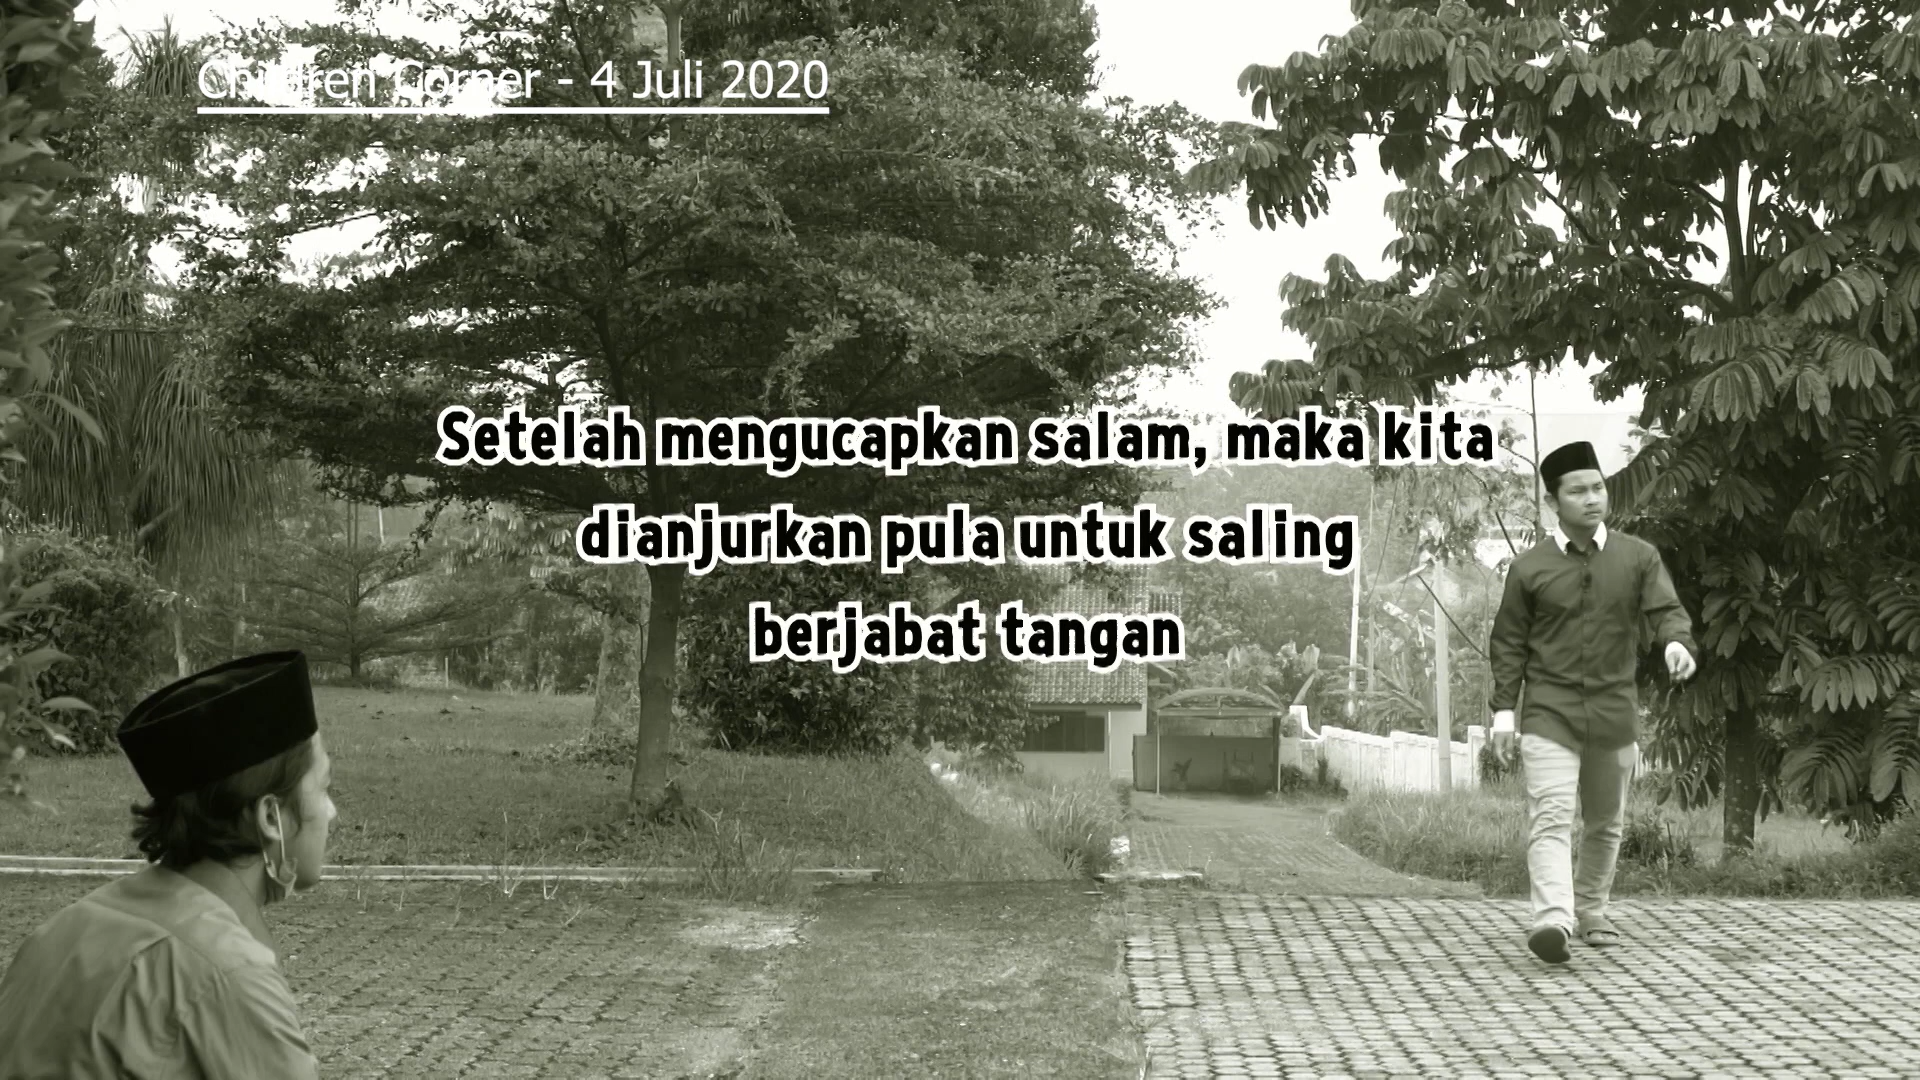 Children Corner - 4 Juli 2020
Setelah mengucapkan salam, maka kita
dianjurkan pula untuk saling
berjabat tangan